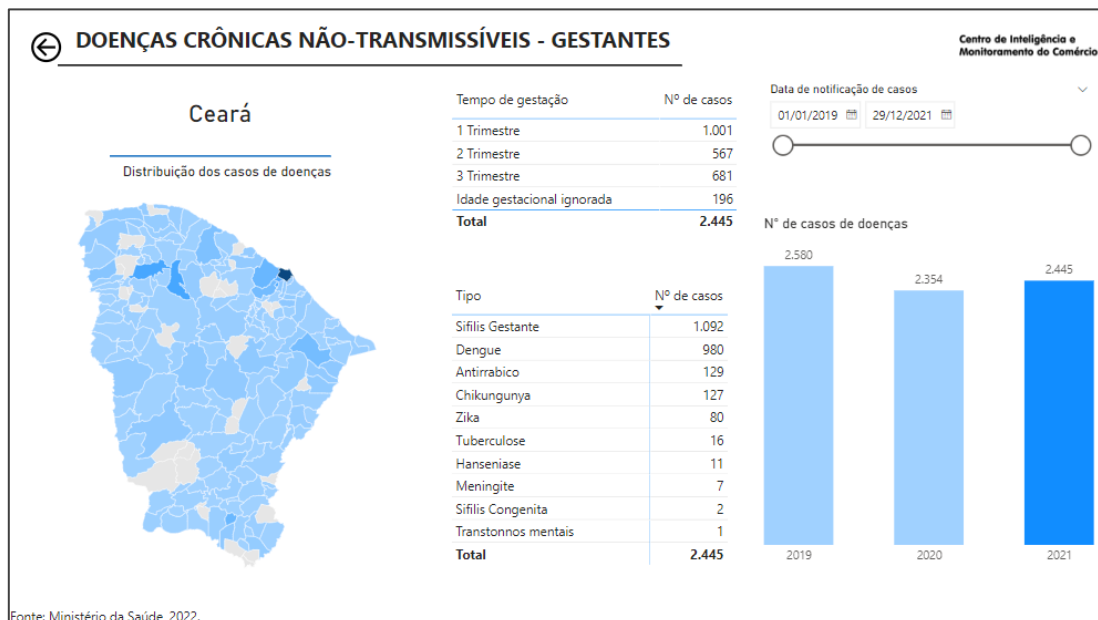 DOENÇAS CRÔNICAS NÃO-TRANSMISSÍVEIS - GESTANTES
Centro de Inteligência e
Monitoramento do Comércio
Ceará
Distribuição dos casos de doenças
Tempo de gestação Nº de casos
1 Trimestre 1.001
2 Trimestre 567
3 Trimestre 681
Idade gestacional ignorada 196
Total 2.445
Tipo Nº de casos
Sifilis Gestante 1.092
Dengue 980
Antirrabico 129
Chikungunya 127
Zika 80
Tuberculose 16
Hanseniase 11
Meningite 7
Sifilis Congenita 2
Transtonnos mentais 1
Total 2.445
Data de notificação de casos
01/01/2019 29/12/2021
N° de casos de doenças
2.580 2.354 2.445
2019 2020 2021
Fonte: Ministério da Saúde, 2022.